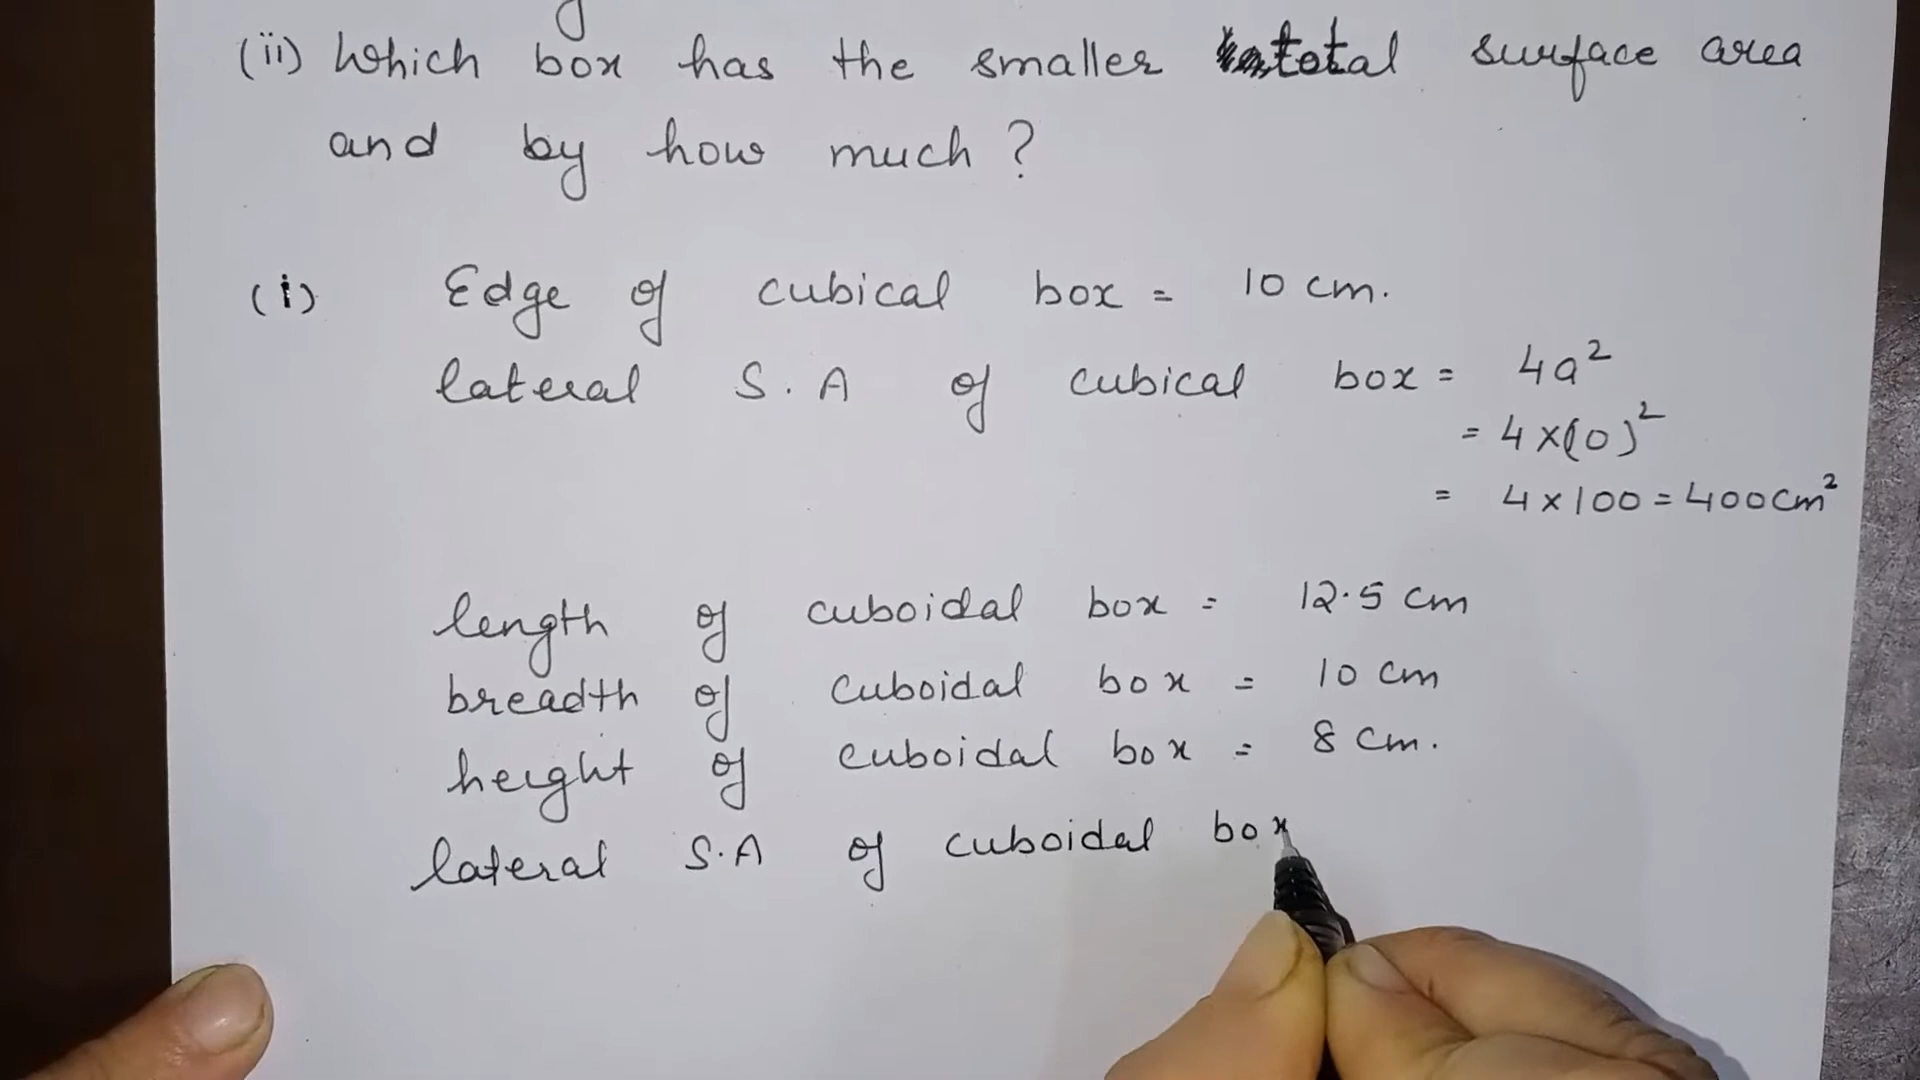 (ii) Which box has the smaller total surface area
and by how much ?
(i) Edge of cubical box = 10 cm.
lateral S.A of cubical box = 4a²
= 4×(0)²
= 4×100 = 400cm²
length of cuboidal box = 12.5 cm
breadth of cuboidal box = 10 cm
height of cuboidal box = 8 cm.
lateral S.A of cuboidal box